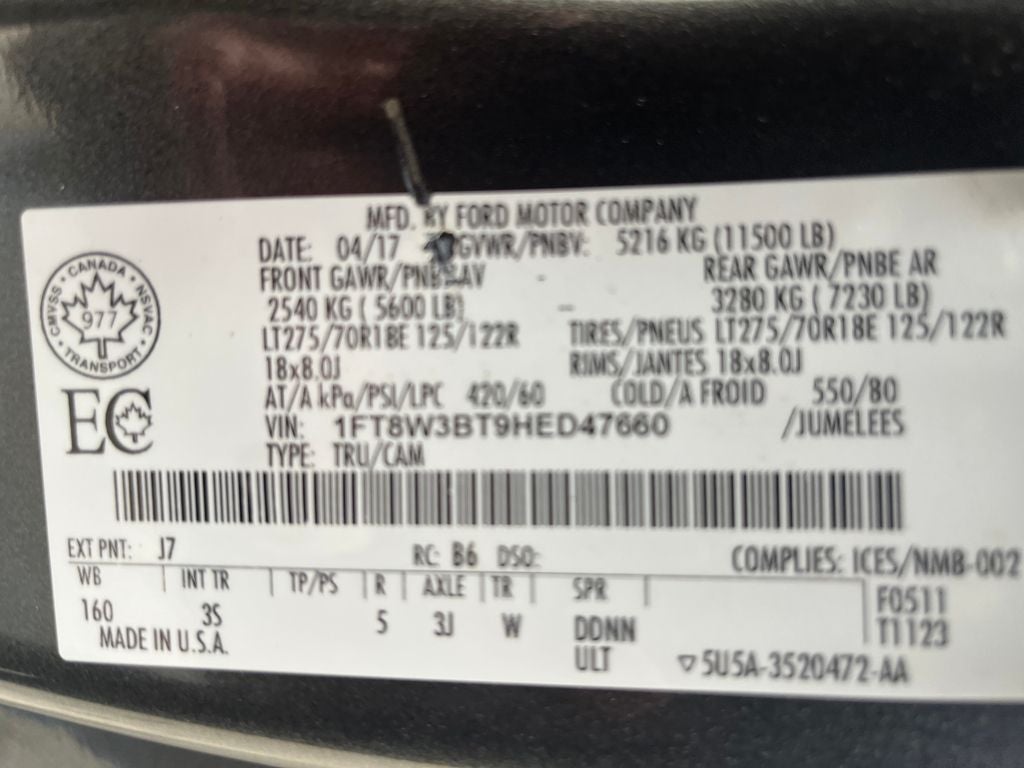 MFD. BY FORD MOTOR COMPANY
DATE: 04/17 GVWR/PNBV: 5216 KG (11500 LB)
FRONT GAWR/PNBE AV REAR GAWR/PNBE AR
2540 KG ( 5600 LB) 3280 KG ( 7230 LB)
LT275/70R18E 125/122R TIRES/PNEUS LT275/70R18E 125/122R
18x8.0J RIMS/JANTES 18x8.0J
AT/A kPa/PSI/LPC 420/60 COLD/A FROID 550/80
VIN: 1FT8W3BT9HED47660 /JUMELEES
TYPE: TRU/CAM
CANADA
CMVSS NSVAC
977
TRANSPORT
EC
EXT PNT: J7 RC: B6 DSO: COMPLIES: ICES/NMB-002
WB | INT TR | TP/PS | R | AXLE | TR | SPR F0511
160 3S 5 3J W DDNN T1123
MADE IN U.S.A. ULT ▽5U5A-3520472-AA